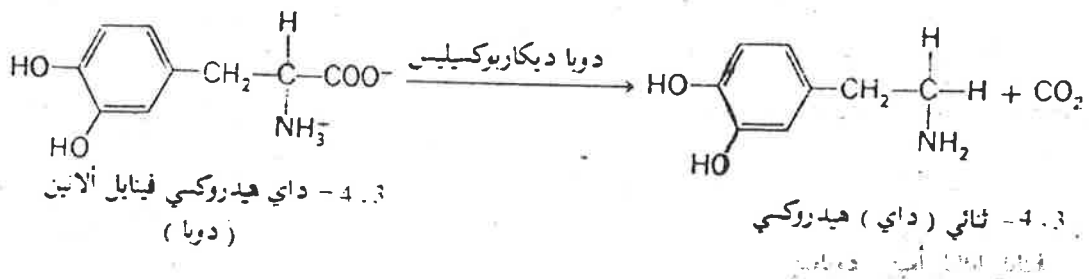 HO
HO
CH₂
H
C
COO⁻
NH₃⁻
دوبا ديكاربوكسيليس
HO
HO
CH₂
H
C
H + CO₂
NH₂
3.4- داي هيدروكسي فينايل ألانين
( دوبا )
3.4- ثنائي ( داي ) هيدروكسي